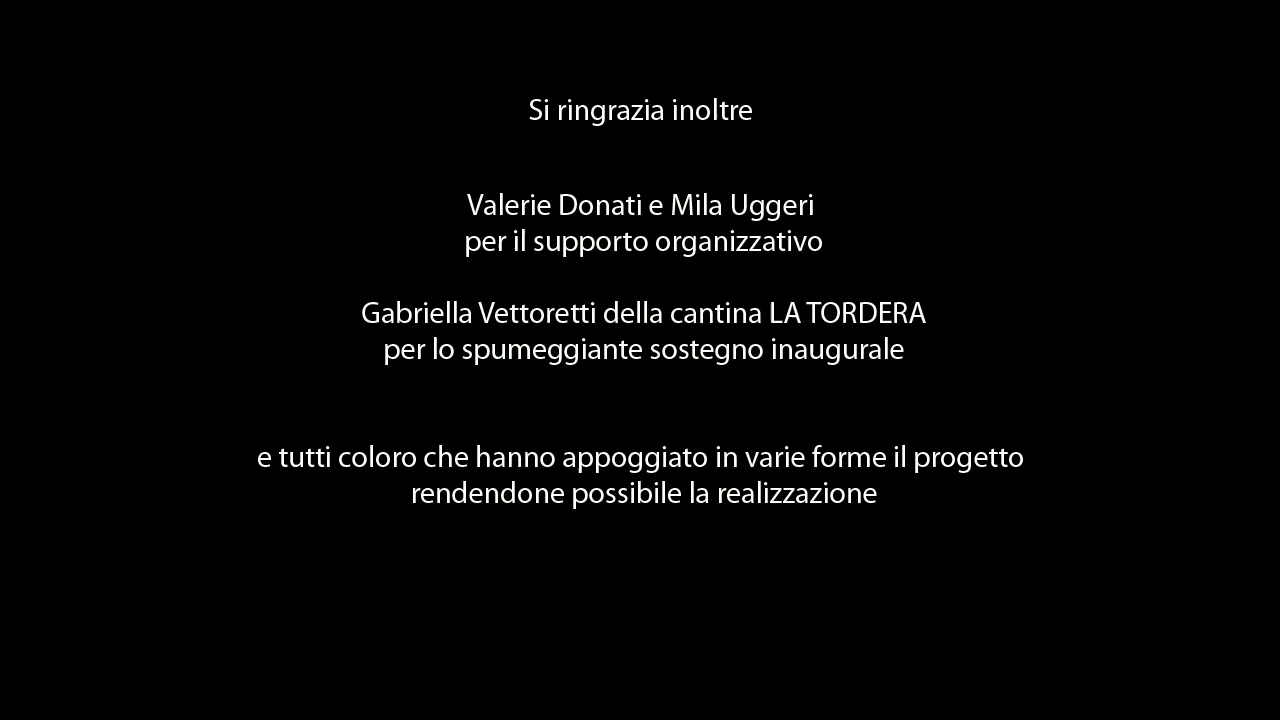 Si ringrazia inoltre
Valerie Donati e Mila Uggeri
per il supporto organizzativo
Gabriella Vettoretti della cantina LA TORDERA
per lo spumeggiante sostegno inaugurale
e tutti coloro che hanno appoggiato in varie forme il progetto
rendendone possibile la realizzazione